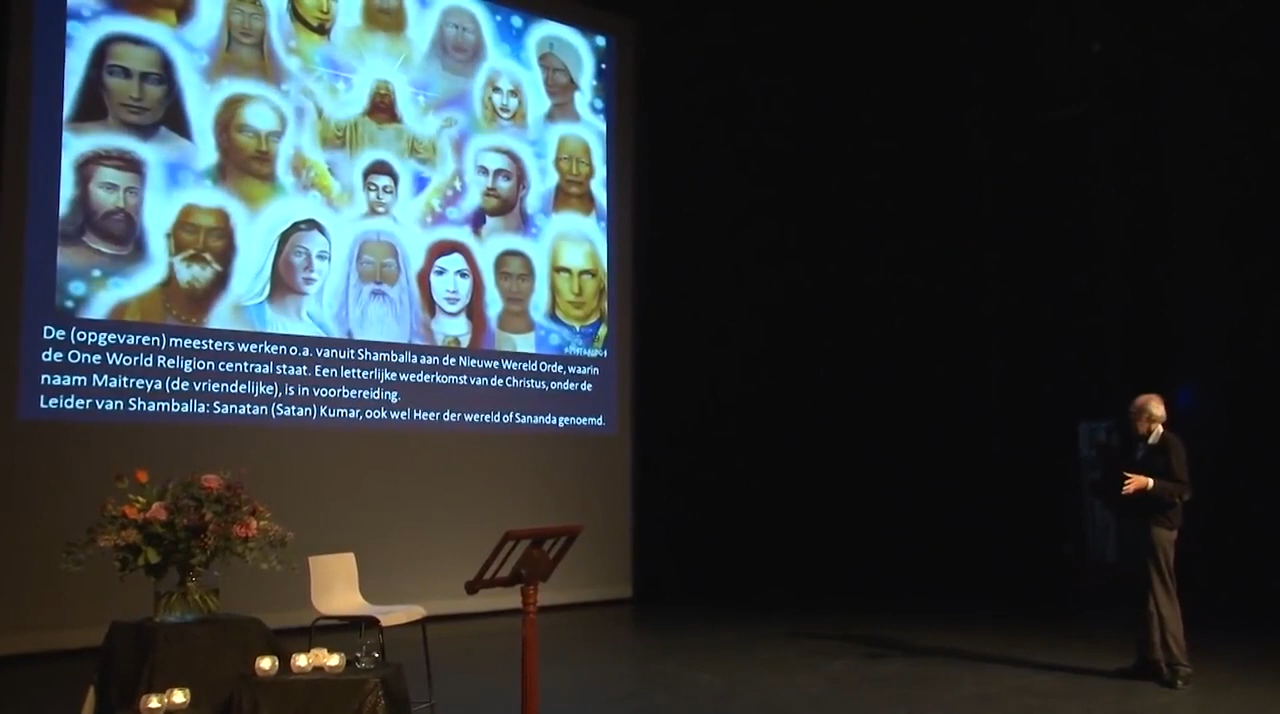 De (opgevaren) meesters werken o.a. vanuit Shamballa aan de Nieuwe Wereld Orde, waarin
de One World Religion centraal staat. Een letterlijke wederkomst van de Christus, onder de
naam Maitreya (de vriendelijke), is in voorbereiding.
Leider van Shamballa: Sanatan (Satan) Kumar, ook wel Heer der wereld of Sananda genoemd.